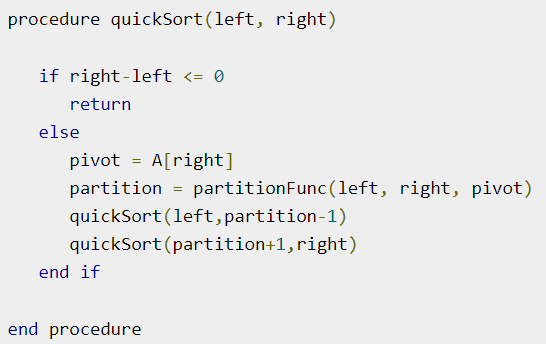 procedure quickSort(left, right)

   if right-left <= 0
      return
   else
      pivot = A[right]
      partition = partitionFunc(left, right, pivot)
      quickSort(left,partition-1)
      quickSort(partition+1,right)
   end if

end procedure